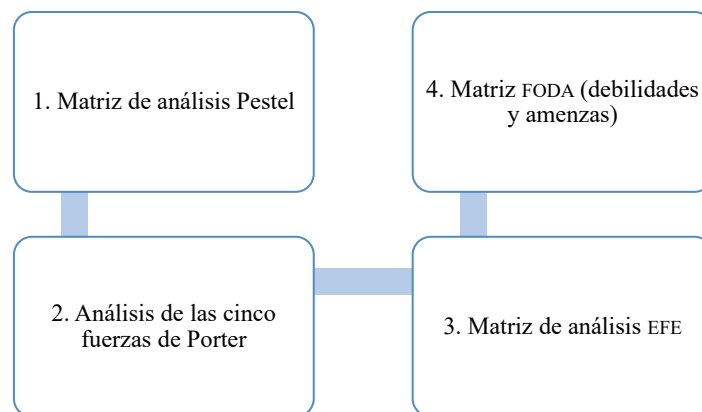 1. Matriz de análisis Pestel
2. Análisis de las cinco
fuerzas de Porter
3. Matriz de análisis EFE
4. Matriz FODA (debilidades
y amenzas)